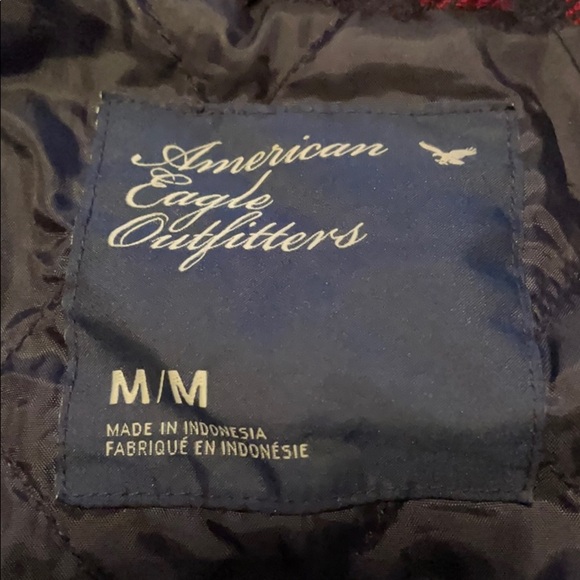 American
Eagle
Outfitters
M/M
MADE IN INDONESIA
FABRIQUÉ EN INDONÉSIE